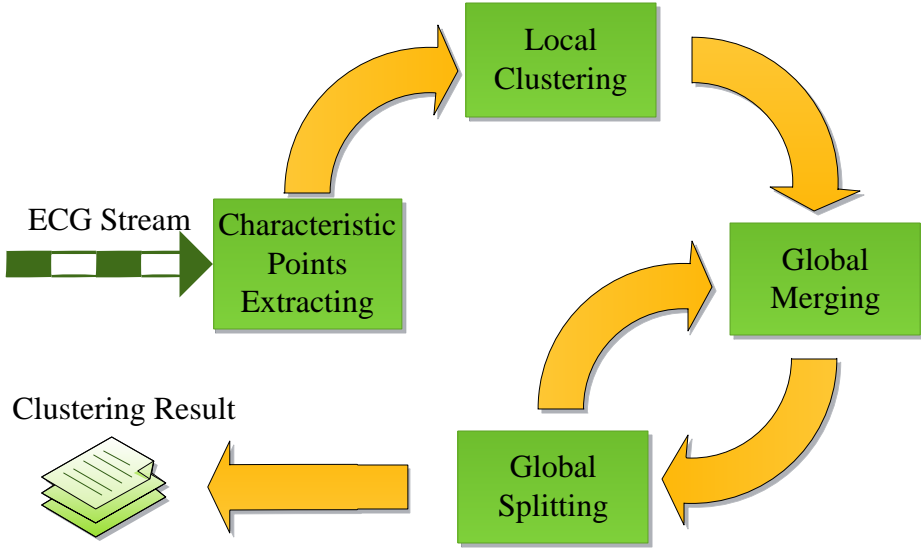 Local
Clustering
ECG Stream
Characteristic
Points
Extracting
Global
Merging
Clustering Result
Global
Splitting